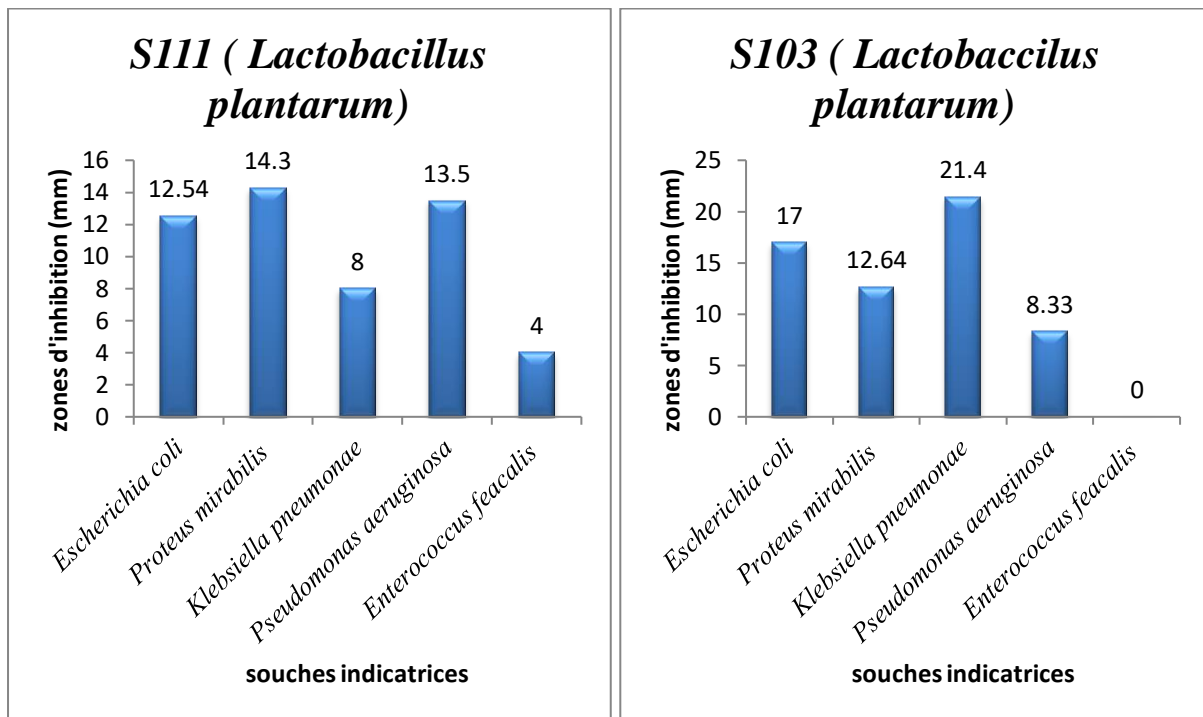 S111 ( Lactobacillus
plantarum)
zones d'inhibition (mm)
16
14
12
10
8
6
4
2
0
12.54
14.3
8
13.5
4
Escherichia coli
Proteus mirabilis
Klebsiella pneumonae
Pseudomonas aeruginosa
Enterococcus feacalis
souches indicatrices
S103 ( Lactobaccilus
plantarum)
zones d'inhibition (mm)
25
20
15
10
5
0
17
12.64
21.4
8.33
0
Escherichia coli
Proteus mirabilis
Klebsiella pneumonae
Pseudomonas aeruginosa
Enterococcus feacalis
souches indicatrices